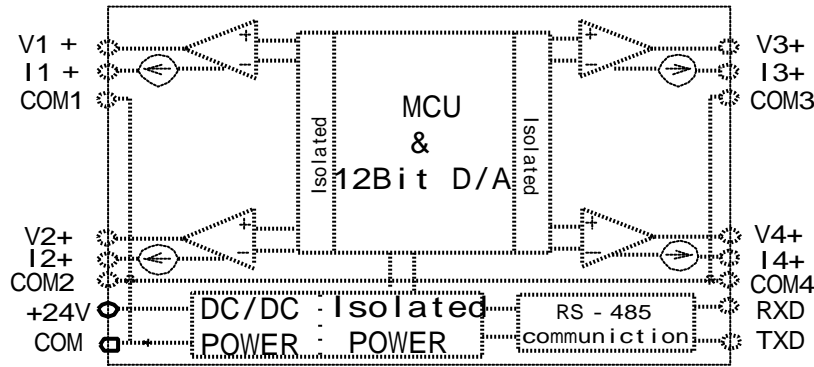 V1 +
I1 +
COM1
V2+
I2+
COM2
+24V
COM
+
−
+
−
Isolated
MCU
&
12Bit D/A
Isolated
+
−
+
−
DC/DC
POWER
Isolated
POWER
RS - 485
communiction
V3+
I3+
COM3
V4+
I4+
COM4
RXD
TXD